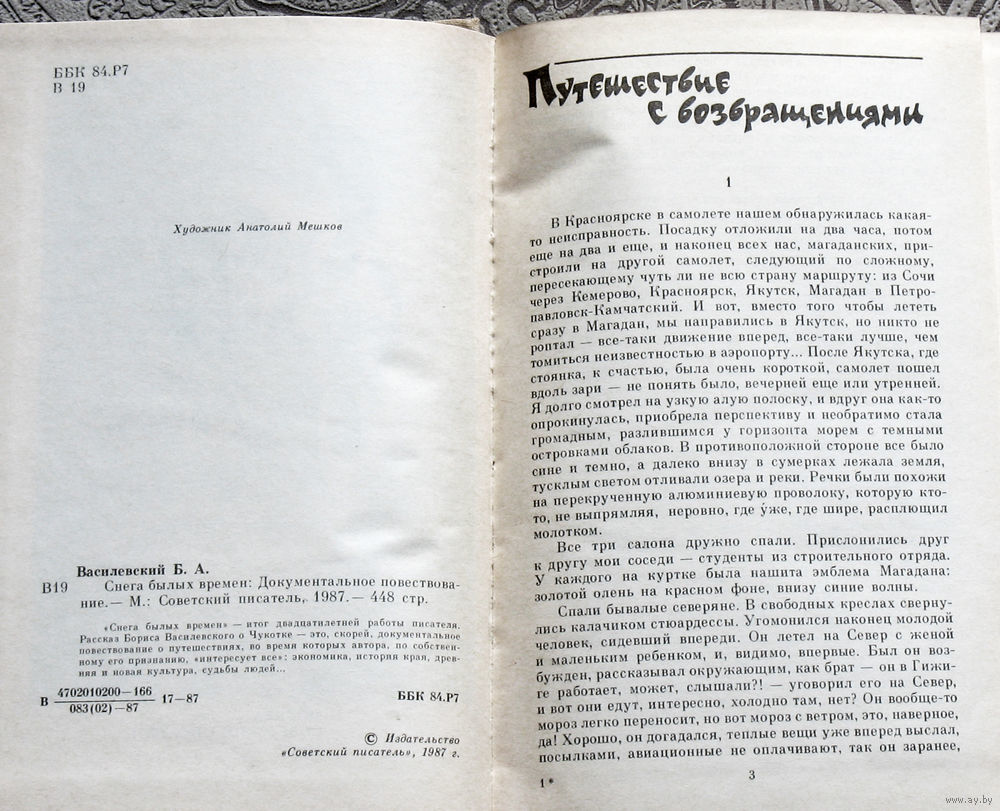 ББК 84.Р7
В 19
Художник Анатолий Мешков
Василевский Б. А.
В19 Снега былых времен: Документальное повествова-
ние.— М.: Советский писатель, 1987.— 448 стр.
«Снега былых времен» — итог двадцатилетней работы писателя.
Рассказ Бориса Василевского о Чукотке — это, скорей, документальное
повествование о путешествиях, во время которых автора, по собствен-
ному его признанию, «интересует все»: экономика, история края, древ-
няя и новая культура, судьбы людей...
В 4702010200—166 17—87 ББК 84.Р7
083(02)—87
© Издательство
«Советский писатель», 1987 г.
Путешествие
с возвращениями
1
В Красноярске в самолете нашем обнаружилась какая-
то неисправность. Посадку отложили на два часа, потом
еще на два и еще, и наконец всех нас, магаданских, при-
строили на другой самолет, следующий по сложному,
пересекающему чуть ли не всю страну маршруту: из Сочи
через Кемерово, Красноярск, Якутск, Магадан в Петро-
павловск-Камчатский. И вот, вместо того чтобы лететь
сразу в Магадан, мы направились в Якутск, но никто не
роптал — все-таки движение вперед, все-таки лучше, чем
томиться неизвестностью в аэропорту... После Якутска, где
стоянка, к счастью, была очень короткой, самолет пошел
вдоль зари — не понять было, вечерней еще или утренней.
Я долго смотрел на узкую алую полоску, и вдруг она как-то
опрокинулась, приобрела перспективу и необратимо стала
громадным, разлившимся у горизонта морем с темными
островками облаков. В противоположной стороне все было
сине и темно, а далеко внизу в сумерках лежала земля,
тусклым светом отливали озера и реки. Речки были похожи
на перекрученную алюминиевую проволоку, которую кто-
то, не выпрямляя, неровно, где у́же, где шире, расплющил
молотком.
Все три салона дружно спали. Прислонились друг
к другу мои соседи — студенты из строительного отряда.
У каждого на куртке была нашита эмблема Магадана:
золотой олень на красном фоне, внизу синие волны.
Спали бывалые северяне. В свободных креслах сверну-
лись калачиком стюардессы. Угомонился наконец молодой
человек, сидевший впереди. Он летел на Север с женой
и маленьким ребенком, и, видимо, впервые. Был он воз-
бужден, рассказывал окружающим, как брат — он в Гижи-
ге работает, может, слышали?! — уговорил его на Север,
и вот они едут, интересно, холодно там, нет? Он вообще-то
мороз легко переносит, но вот мороз с ветром, это, наверное,
да! Хорошо, он догадался, теплые вещи уже вперед выслал,
посылками, авиационные не оплачивают, так он заранее,
1*
3
www.ay.by